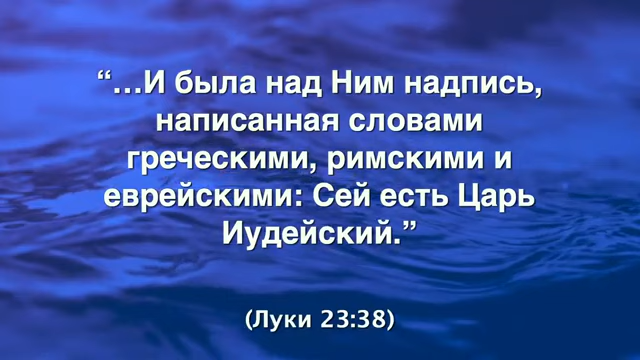 “…И была над Ним надпись,
написанная словами
греческими, римскими и
еврейскими: Сей есть Царь
Иудейский.”
(Луки 23:38)